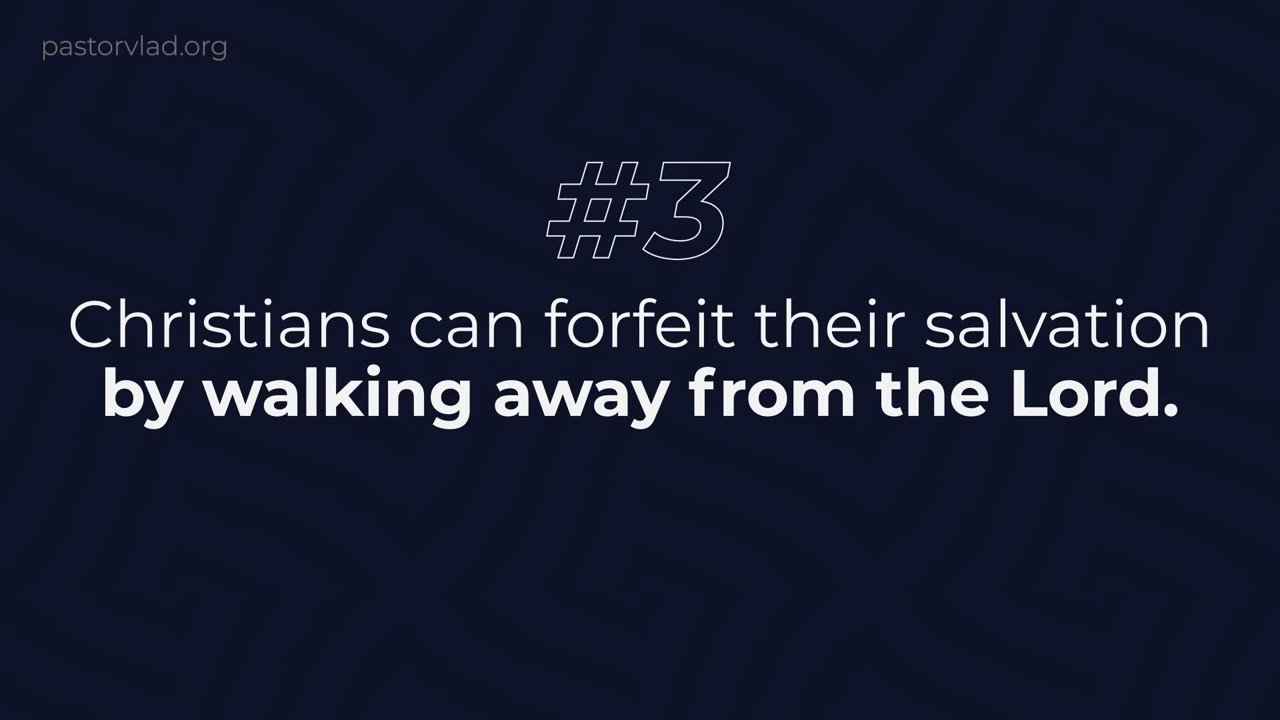 pastorvlad.org
#3
Christians can forfeit their salvation
by walking away from the Lord.